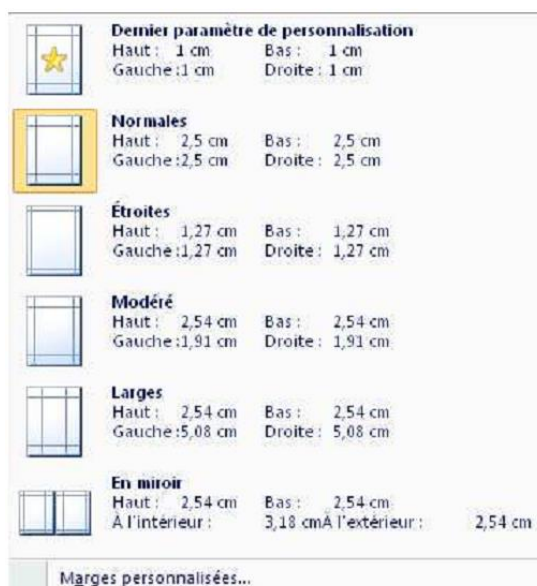 Dernier paramètre de personnalisation
Haut : 1 cm Bas : 1 cm
Gauche :1 cm Droite : 1 cm
Normales
Haut : 2,5 cm Bas : 2,5 cm
Gauche :2,5 cm Droite : 2,5 cm
Étroites
Haut : 1,27 cm Bas : 1,27 cm
Gauche :1,27 cm Droite : 1,27 cm
Modéré
Haut : 2,54 cm Bas : 2,54 cm
Gauche :1,91 cm Droite : 1,91 cm
Larges
Haut : 2,54 cm Bas : 2,54 cm
Gauche :5,08 cm Droite : 5,08 cm
En miroir
Haut : 2,54 cm Bas : 2,54 cm
À l'intérieur : 3,18 cmÀ l'extérieur : 2,54 cm
Marges personnalisées...